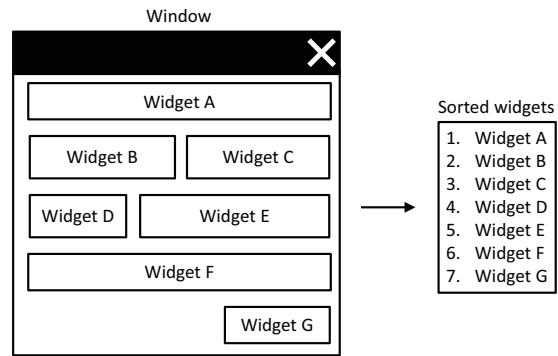 Window
Widget A
Widget B
Widget C
Widget D
Widget E
Widget F
Widget G
Sorted widgets
1. Widget A
2. Widget B
3. Widget C
4. Widget D
5. Widget E
6. Widget F
7. Widget G